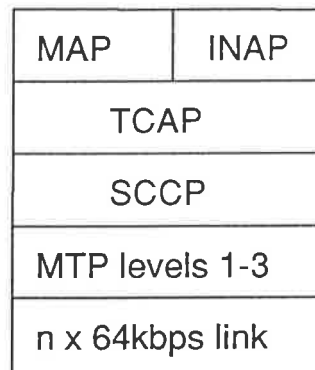 MAP INAP
TCAP
SCCP
MTP levels 1-3
n x 64kbps link